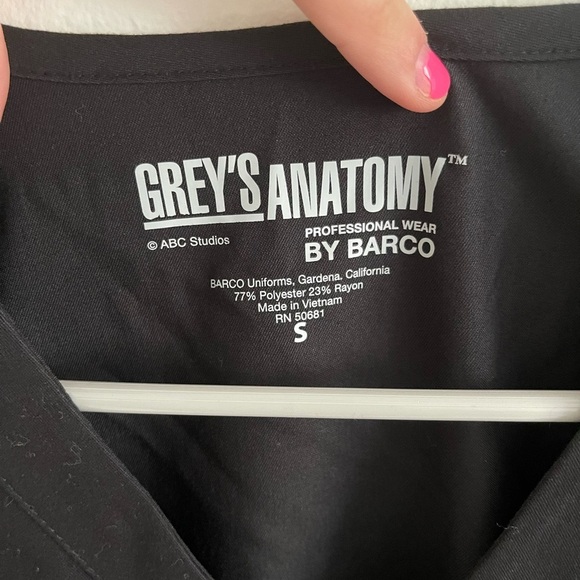 GREY'S ANATOMY™
© ABC Studios
PROFESSIONAL WEAR
BY BARCO
BARCO Uniforms, Gardena, California
77% Polyester 23% Rayon
Made in Vietnam
RN 50681
S